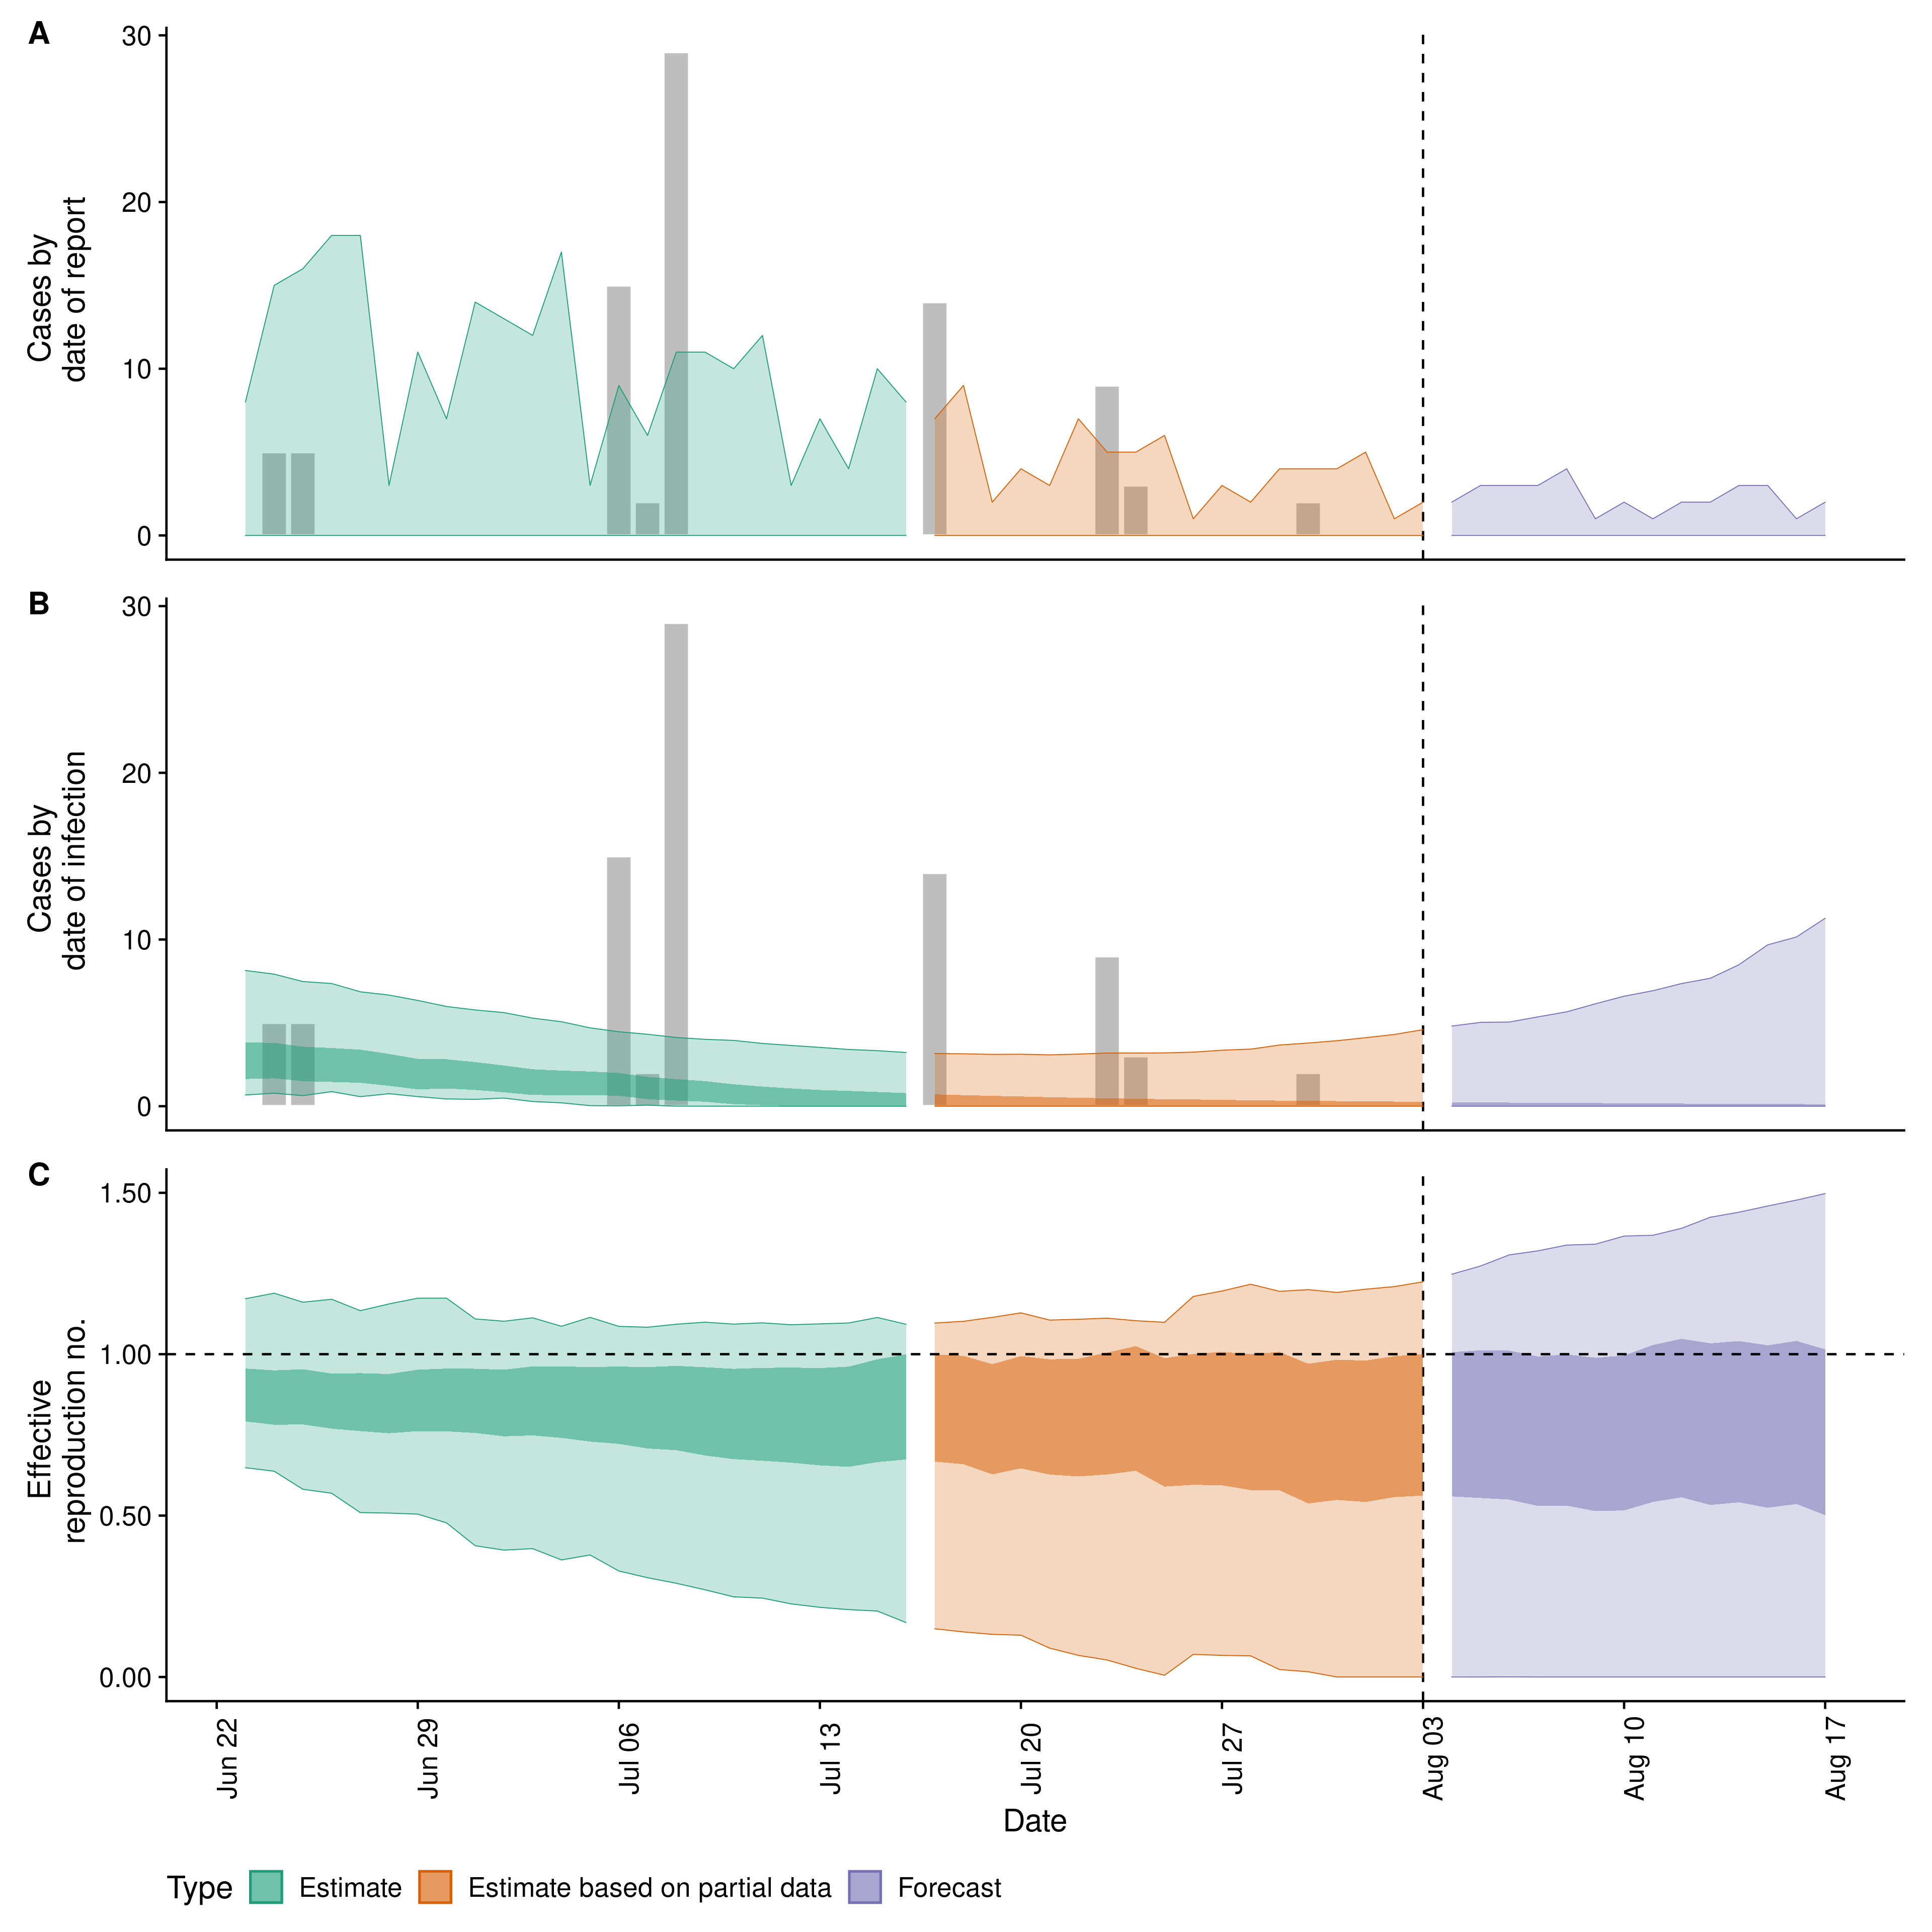 A
30
20
10
0
Cases by
date of report
B
30
20
10
0
Cases by
date of infection
C
1.50
1.00
0.50
0.00
Effective
reproduction no.
Jun 22
Jun 29
Jul 06
Jul 13
Jul 20
Jul 27
Aug 03
Aug 10
Aug 17
Date
Type Estimate Estimate based on partial data Forecast